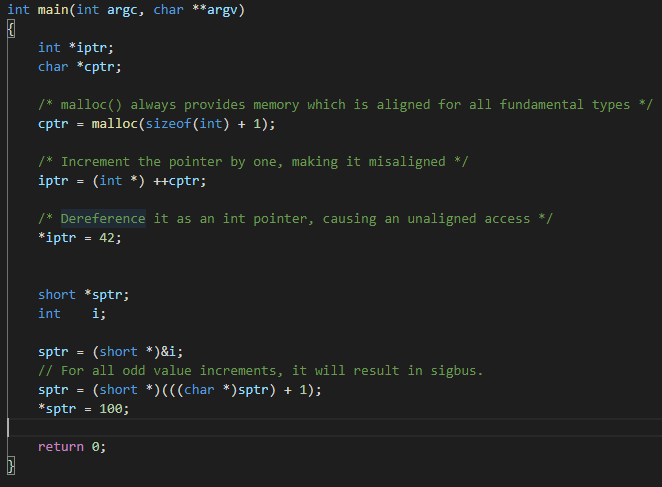 int main(int argc, char **argv)
{
int *iptr;
char *cptr;
/* malloc() always provides memory which is aligned for all fundamental types */
cptr = malloc(sizeof(int) + 1);
/* Increment the pointer by one, making it misaligned */
iptr = (int *) ++cptr;
/* Dereference it as an int pointer, causing an unaligned access */
*iptr = 42;
short *sptr;
int    i;
sptr = (short *)&i;
// For all odd value increments, it will result in sigbus.
sptr = (short *)(((char *)sptr) + 1);
*sptr = 100;
return 0;
}